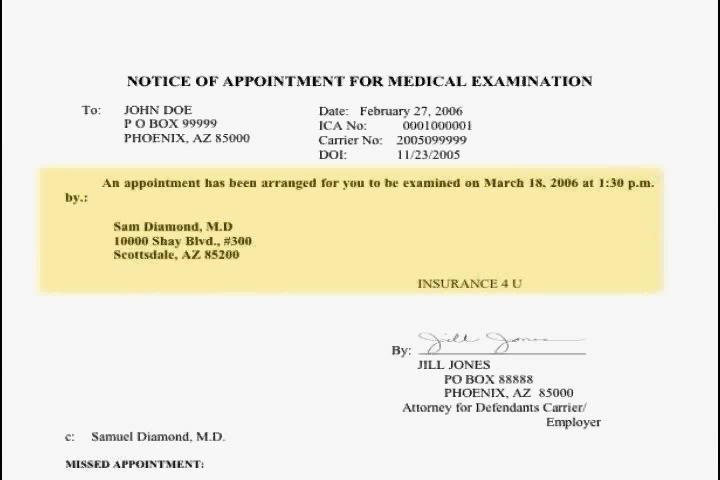 NOTICE OF APPOINTMENT FOR MEDICAL EXAMINATION
To: JOHN DOE Date: February 27, 2006
P O BOX 99999 ICA No: 0001000001
PHOENIX, AZ 85000 Carrier No: 2005099999
DOI: 11/23/2005
An appointment has been arranged for you to be examined on March 18, 2006 at 1:30 p.m.
by.:
Sam Diamond, M.D
10000 Shay Blvd., #300
Scottsdale, AZ 85200
INSURANCE 4 U
By: Jill Jones
JILL JONES
PO BOX 88888
PHOENIX, AZ 85000
Attorney for Defendants Carrier/
Employer
c: Samuel Diamond, M.D.
MISSED APPOINTMENT: